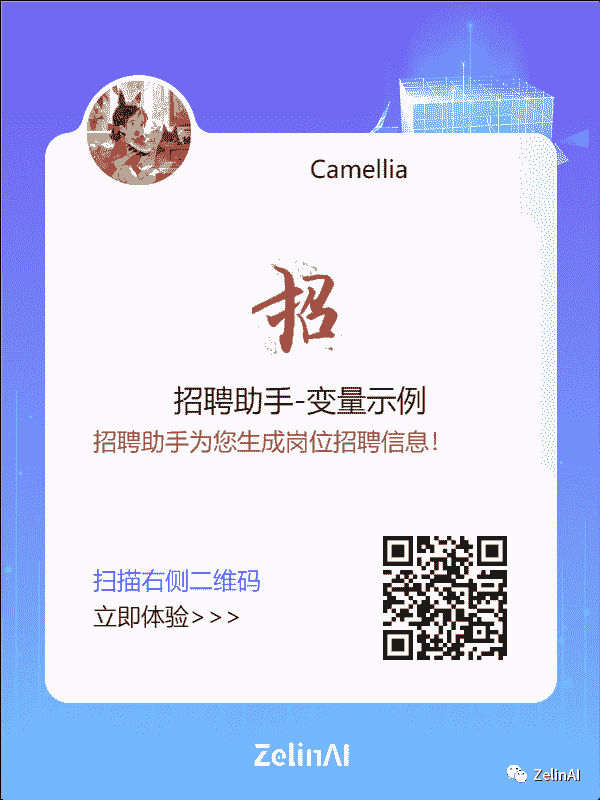 Camellia
招
招聘助手-变量示例
招聘助手为您生成岗位招聘信息！
扫描右侧二维码
立即体验>>>
ZelinAI
ZelinAI